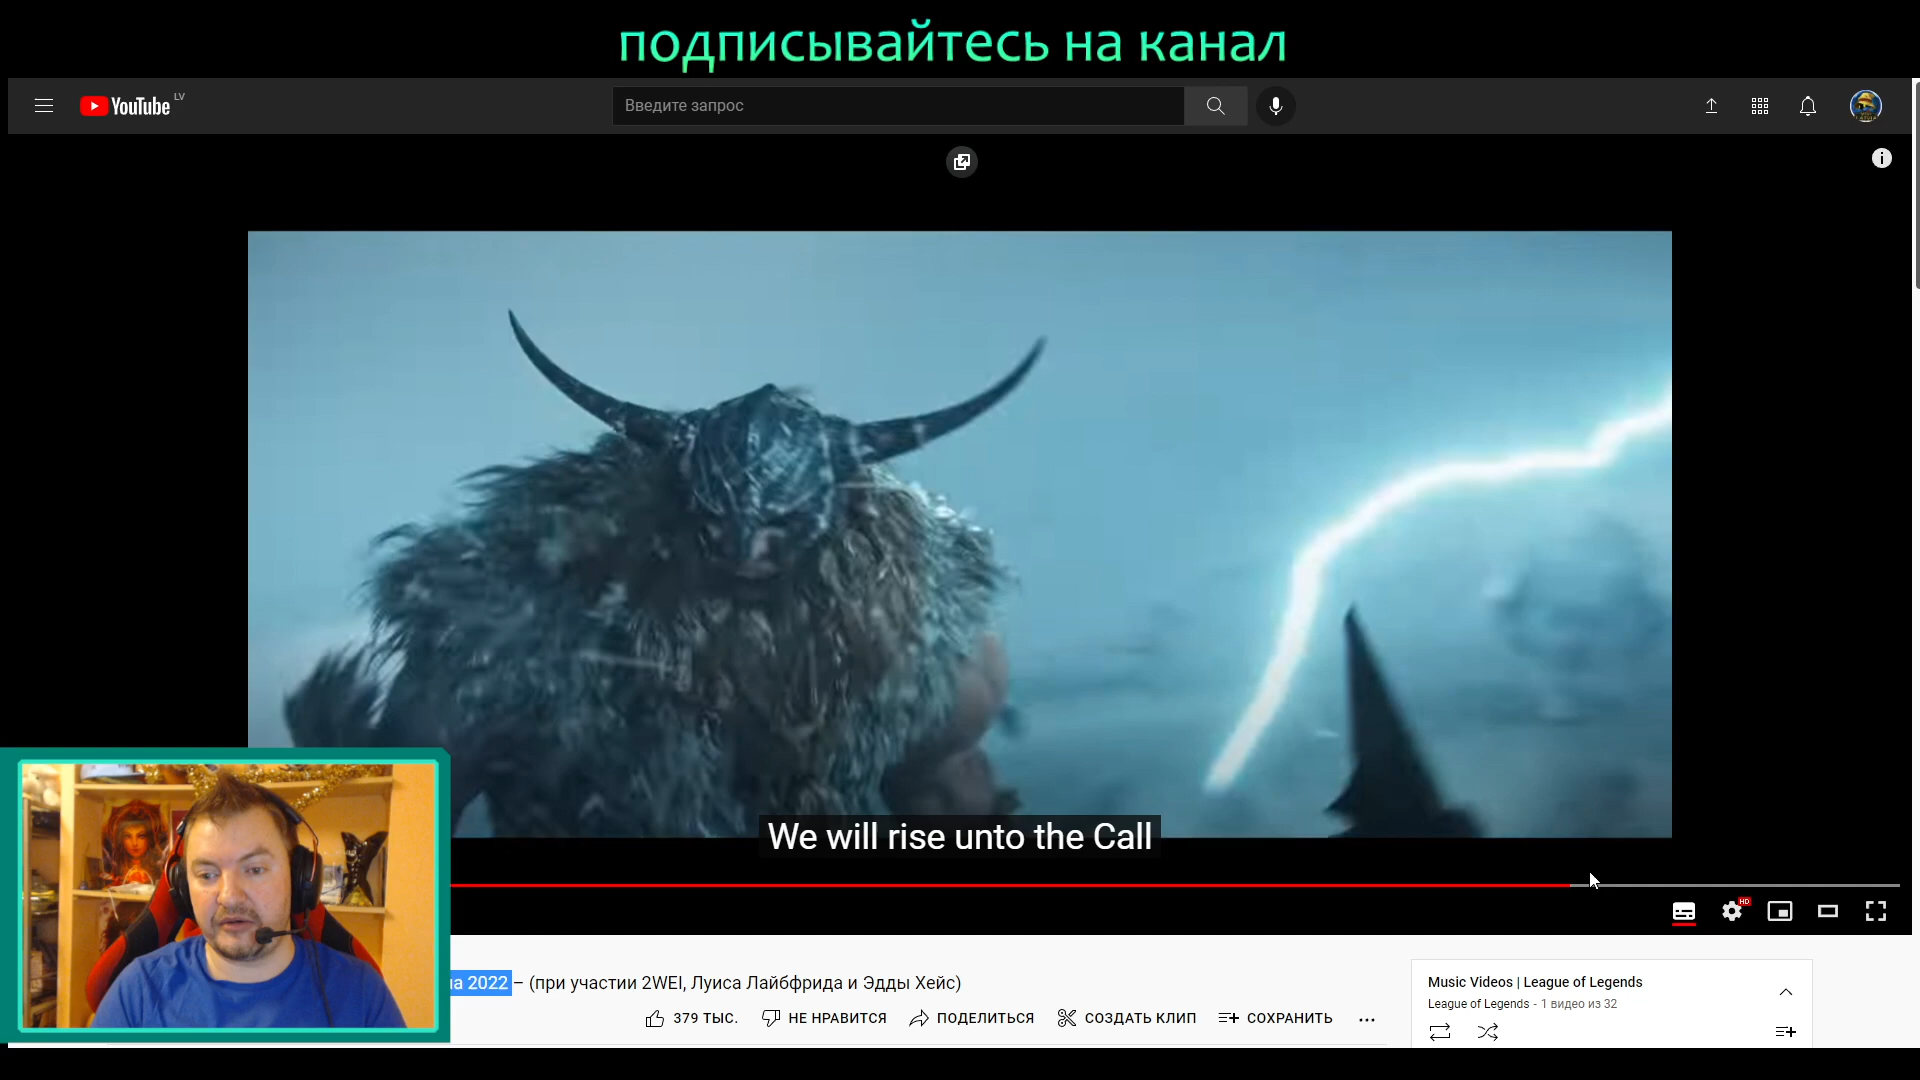 подписывайтесь на канал
YouTube LV
Введите запрос
We will rise unto the Call
HD
2022 – (при участии 2WEI, Луиса Лайбфрида и Эдды Хейс)
379 ТЫС.
НЕ НРАВИТСЯ
ПОДЕЛИТЬСЯ
СОЗДАТЬ КЛИП
СОХРАНИТЬ
Music Videos | League of Legends
League of Legends - 1 видео из 32